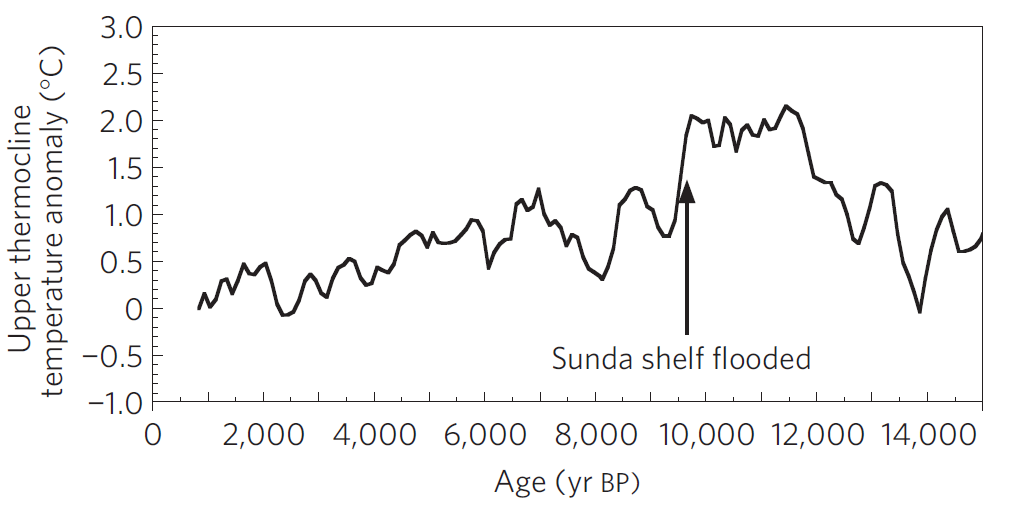 Upper thermocline
temperature anomaly (°C)
3.0
2.5
2.0
1.5
1.0
0.5
0
−0.5
−1.0
Sunda shelf flooded
0 2,000 4,000 6,000 8,000 10,000 12,000 14,000
Age (yr BP)